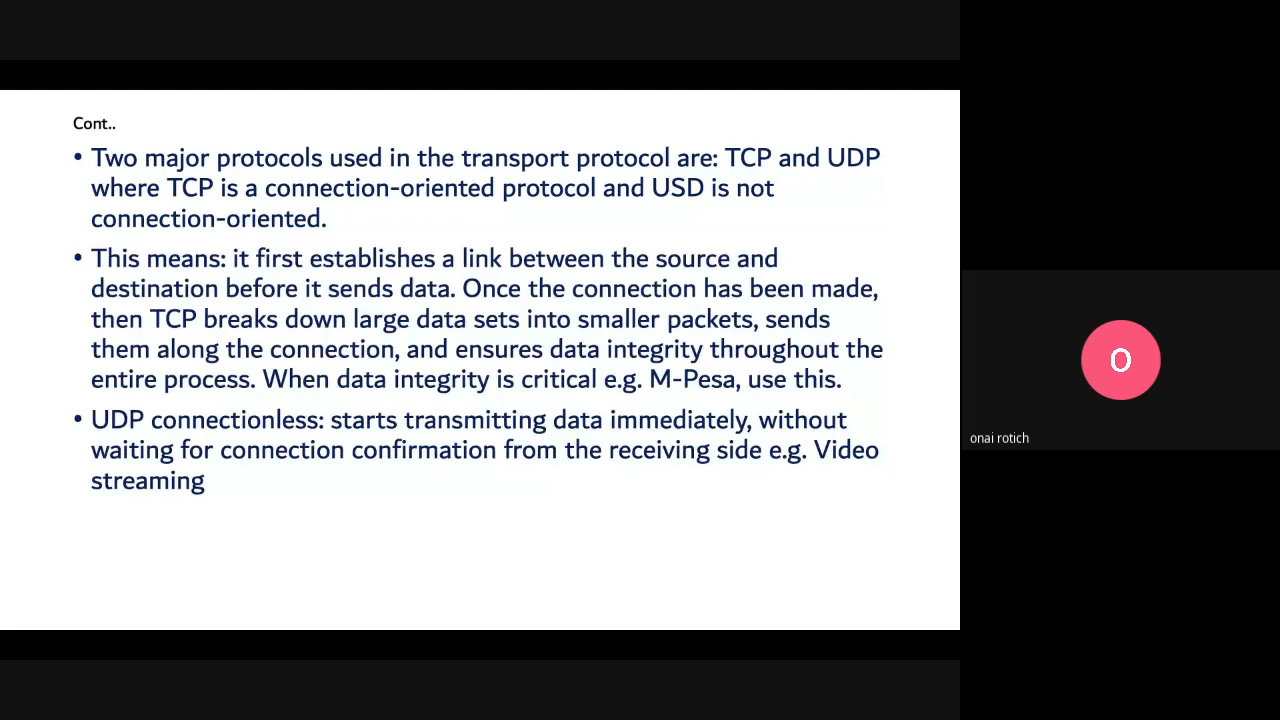 Cont..
• Two major protocols used in the transport protocol are: TCP and UDP
where TCP is a connection-oriented protocol and USD is not
connection-oriented.
• This means: it first establishes a link between the source and
destination before it sends data. Once the connection has been made,
then TCP breaks down large data sets into smaller packets, sends
them along the connection, and ensures data integrity throughout the
entire process. When data integrity is critical e.g. M-Pesa, use this.
• UDP connectionless: starts transmitting data immediately, without
waiting for connection confirmation from the receiving side e.g. Video
streaming
O
onai rotich